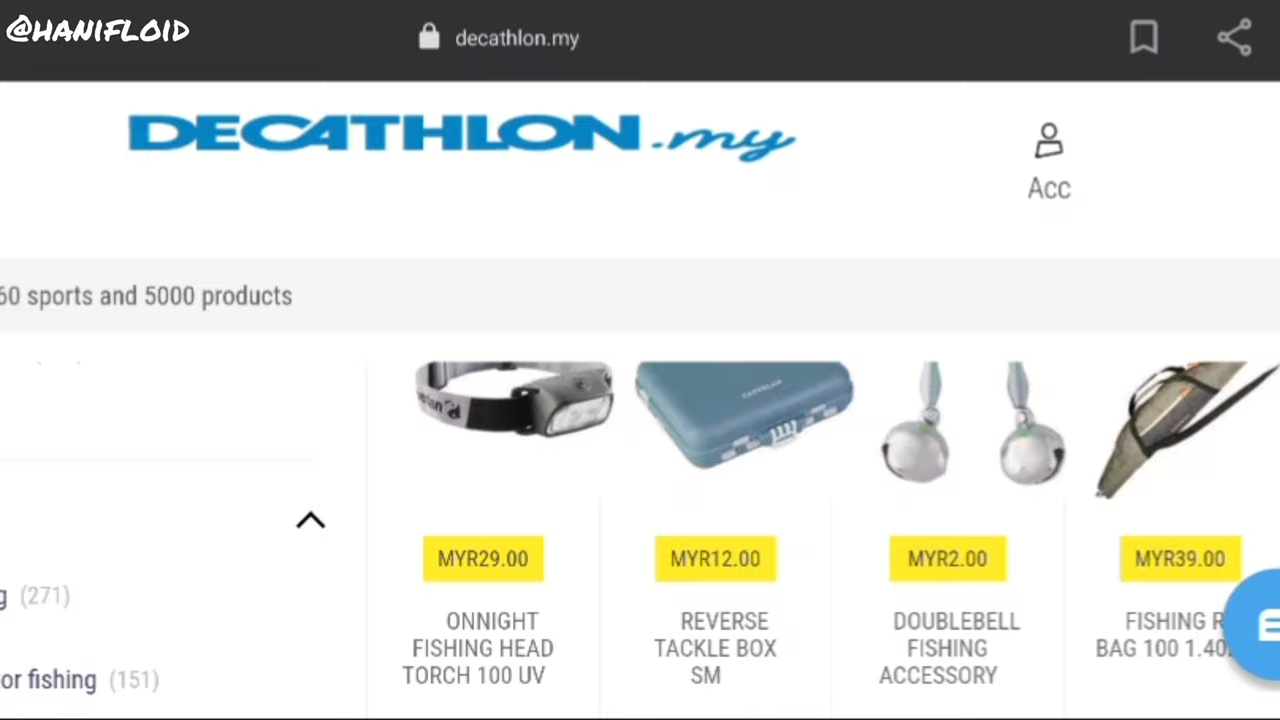 @HANIFLOID
decathlon.my
DECATHLON.my
Acc
60 sports and 5000 products
MYR29.00
ONNIGHT
FISHING HEAD
TORCH 100 UV
MYR12.00
REVERSE
TACKLE BOX
SM
MYR2.00
DOUBLEBELL
FISHING
ACCESSORY
MYR39.00
FISHING R
BAG 100 1.40
(271)
or fishing (151)